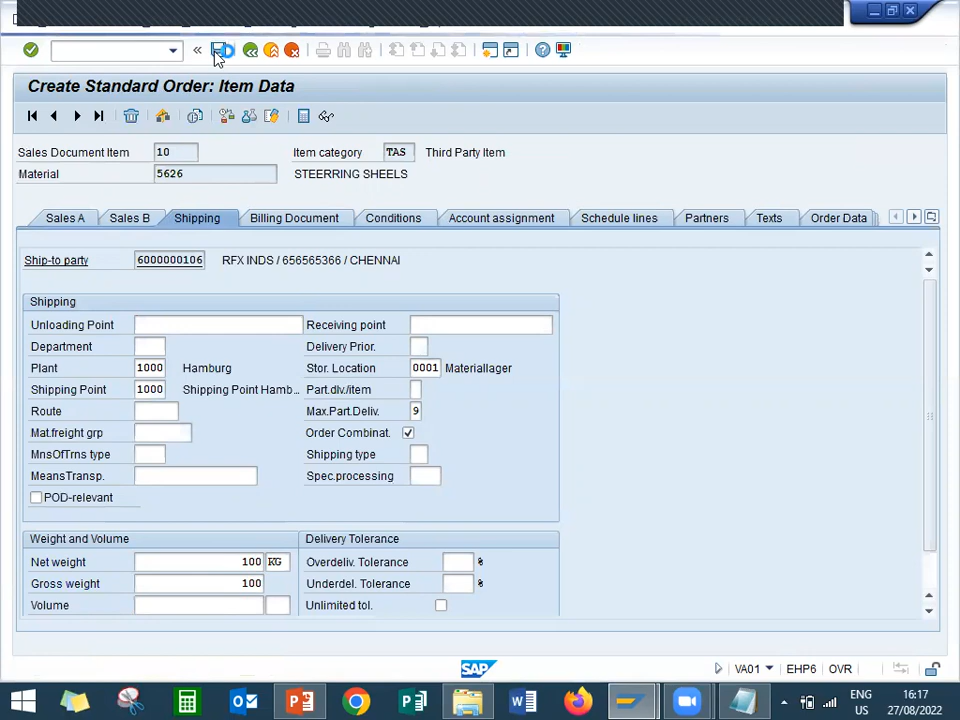 Create Standard Order: Item Data
Sales Document Item 10 Item category TAS Third Party Item
Material 5626 STEERRING SHEELS
Sales A Sales B Shipping Billing Document Conditions Account assignment Schedule lines Partners Texts Order Data
Ship-to party 6000000106 RFX INDS / 656565366 / CHENNAI
Shipping
Unloading Point Receiving point
Department Delivery Prior.
Plant 1000 Hamburg Stor. Location 0001 Materiallager
Shipping Point 1000 Shipping Point Hamb... Part.dlv./item
Route Max.Part.Deliv. 9
Mat.freight grp Order Combinat.
MnsOfTrns type Shipping type
MeansTransp. Spec.processing
POD-relevant
Weight and Volume Delivery Tolerance
Net weight 100 KG Overdeliv. Tolerance %
Gross weight 100 Underdel. Tolerance %
Volume Unlimited tol.
SAP VA01 EHP6 OVR
ENG 16:17
US 27/08/2022